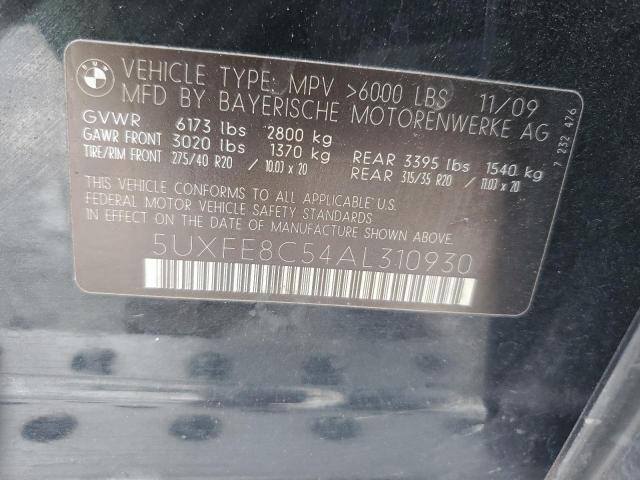 BMW
VEHICLE TYPE: MPV >6000 LBS 11/09
MFD BY BAYERISCHE MOTORENWERKE AG
GVWR 6173 lbs 2800 kg
GAWR FRONT 3020 lbs 1370 kg REAR 3395 lbs 1540 kg
TIRE/RIM FRONT: 275/40 R20 // 10.0J x 20 REAR: 315/35 R20 // 11.0J x 20
THIS VEHICLE CONFORMS TO ALL APPLICABLE U.S.
FEDERAL MOTOR VEHICLE SAFETY STANDARDS IN
EFFECT ON THE DATE OF MANUFACTURE SHOWN ABOVE.
5UXFE8C54AL310930
7 232 476